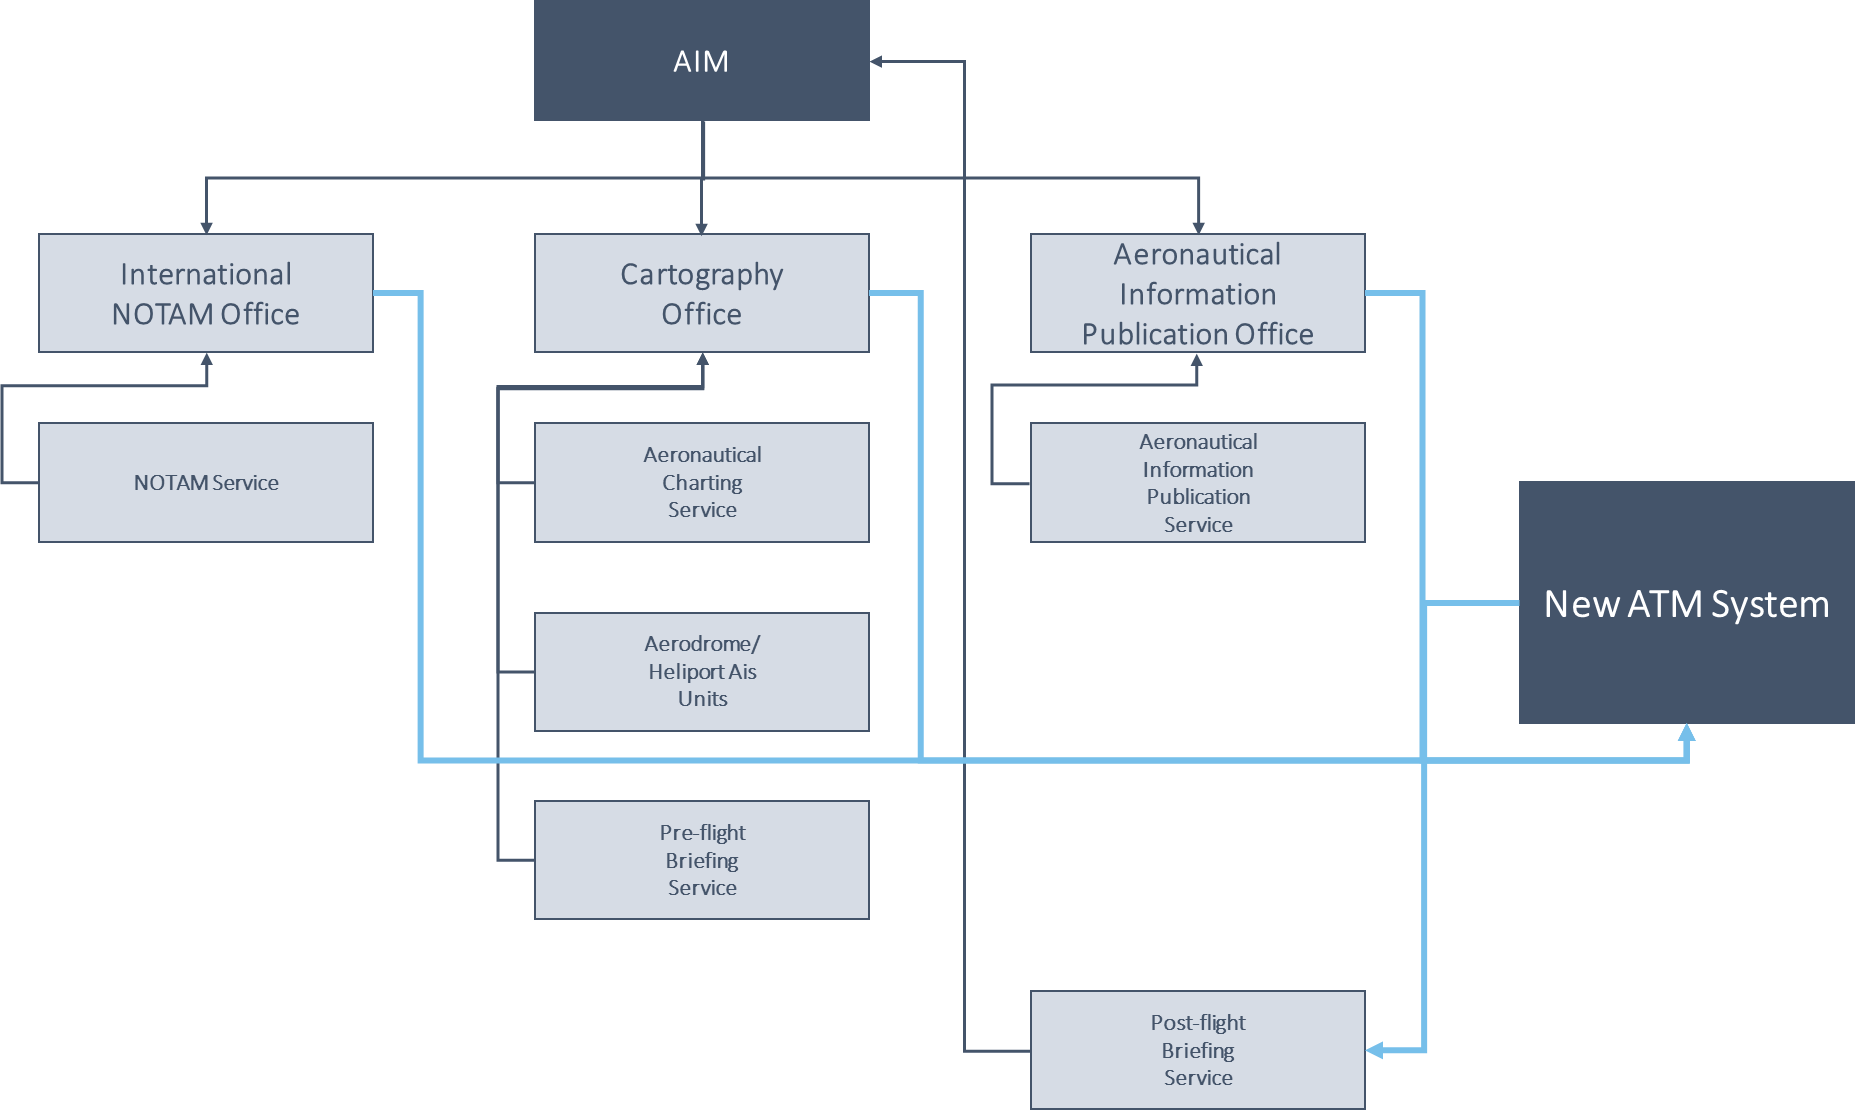 AIM
International
NOTAM Office
Cartography
Office
Aeronautical
Information
Publication Office
NOTAM Service
Aeronautical
Charting
Service
Aeronautical
Information
Publication
Service
New ATM System
Aerodrome/
Heliport Ais
Units
Pre-flight
Briefing
Service
Post-flight
Briefing
Service